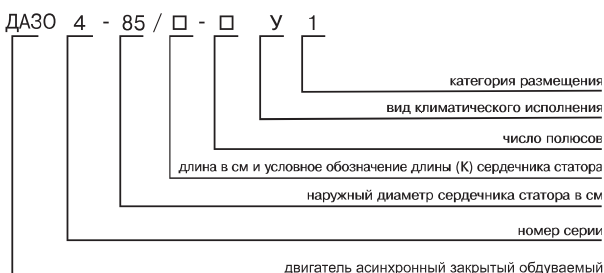 ДАЗО 4 - 85 / □ - □ У 1
категория размещения
вид климатического исполнения
число полюсов
длина в см и условное обозначение длины (К) сердечника статора
наружный диаметр сердечника статора в см
номер серии
двигатель асинхронный закрытый обдуваемый